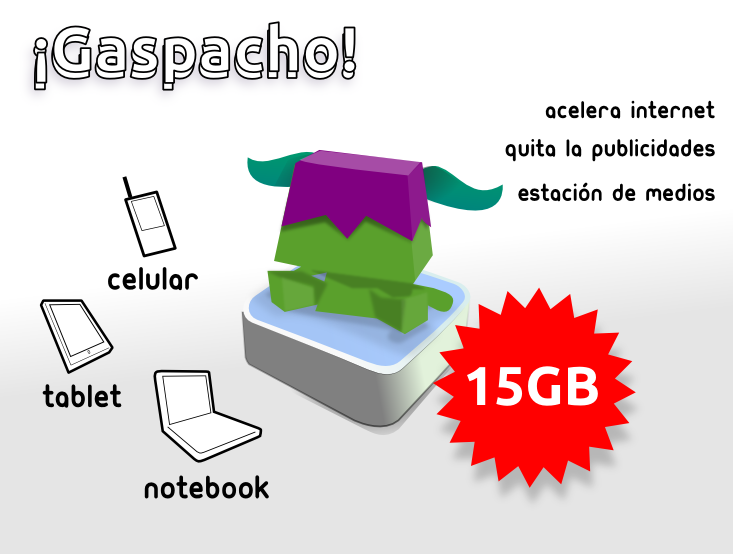 ¡Gaspacho!
acelera internet
quita la publicidades
estación de medios
celular
tablet
notebook
15GB